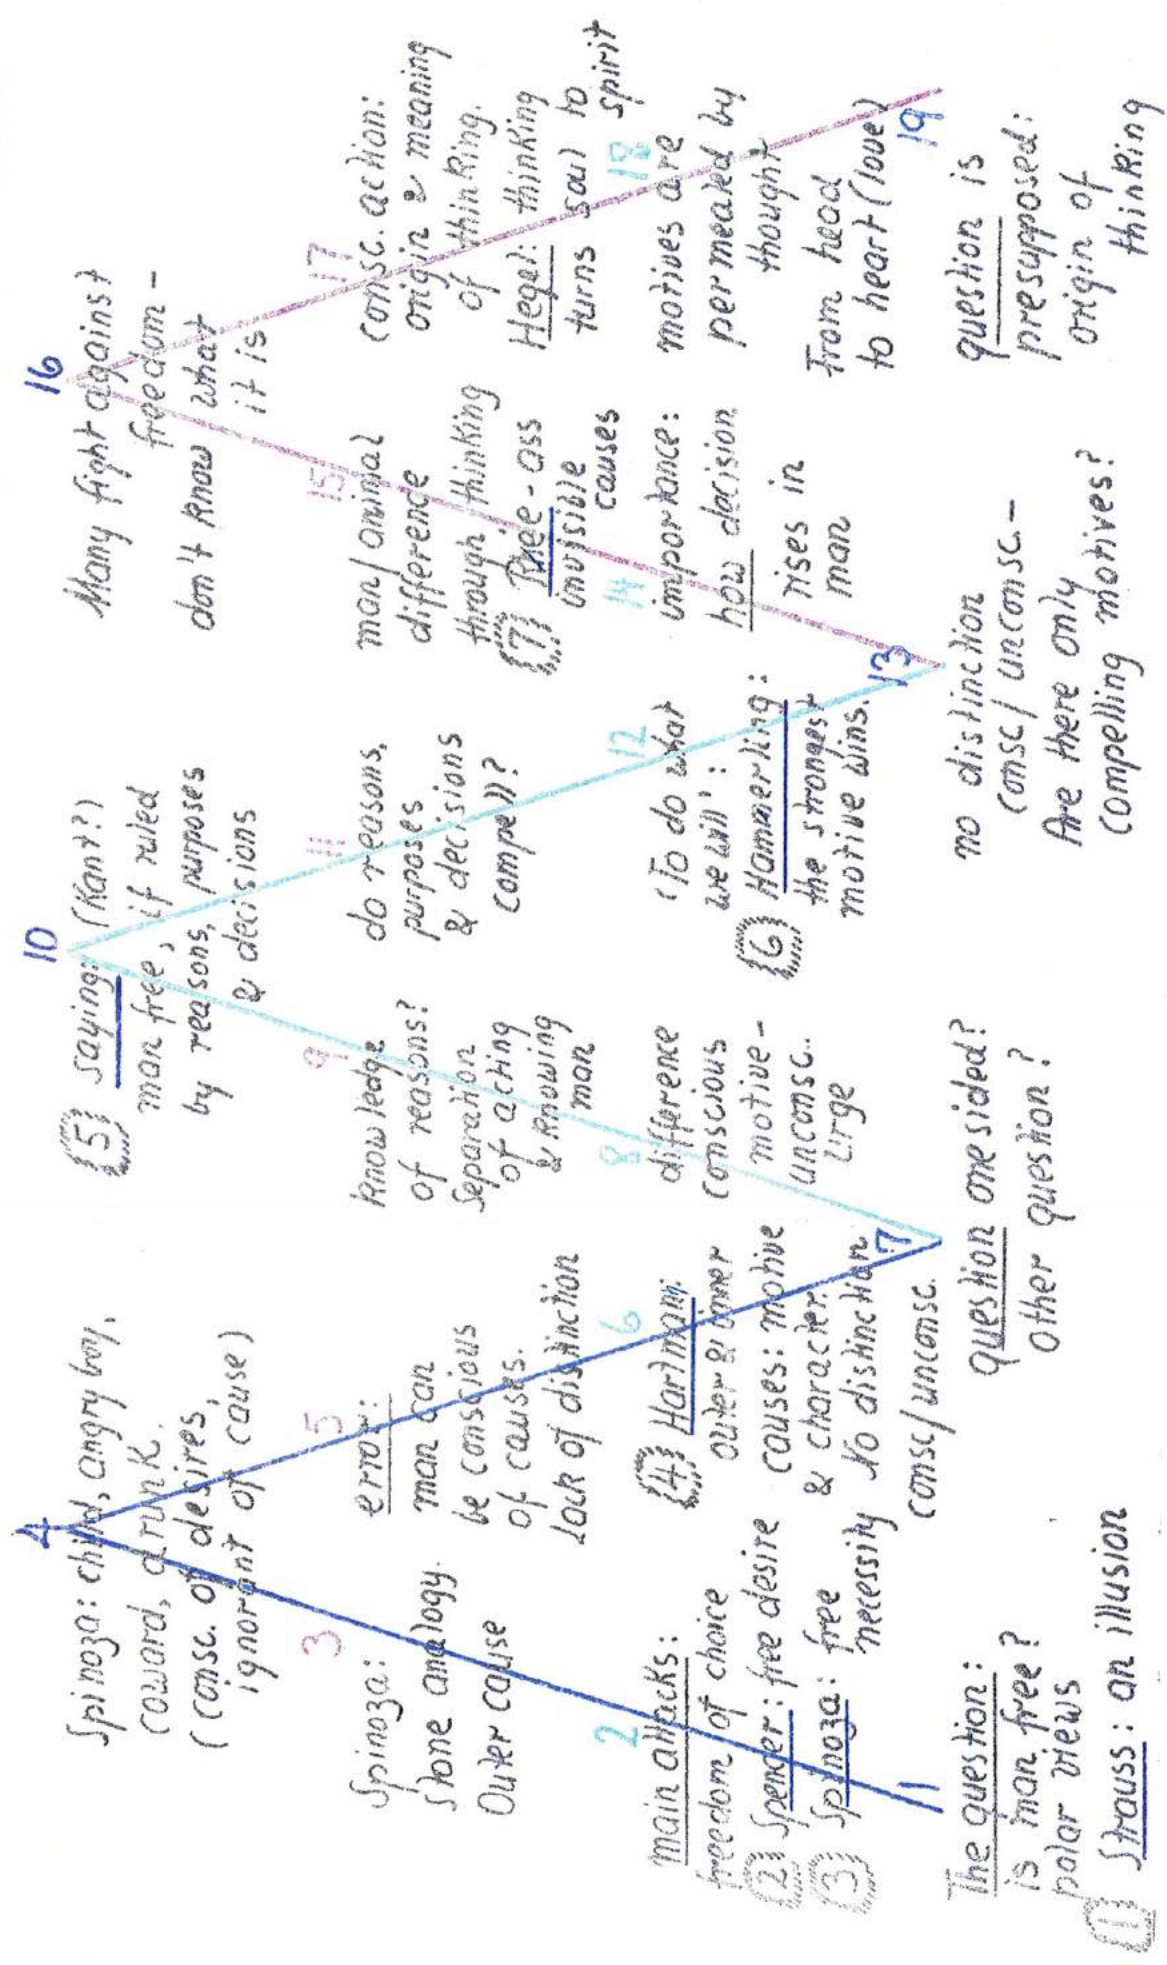 1
The question:
is man free?
polar views
{1} Strauss: an illusion
2
main attacks:
freedom of choice
{2} Spencer: free desire
{3} Spinoza: free
necessity
3
Spinoza:
Stone analogy.
Outer cause
4
Spinoza: child, angry boy,
coward, drunk.
(consc. of desires,
ignorant of cause)
5
error:
man can
be conscious
of causes.
Lack of distinction
6
{4} Hartmann:
outer & inner
causes: motive
& character.
No distinction
consc/unconsc.
7
question onesided?
Other question?
8
difference
conscious
motive -
unconsc.
urge
9
knowledge
of reasons?
Separation
of acting
& knowing
man
10
{5} saying: (Kant?)
man free, if ruled
by reasons, purposes
& decisions
11
do reasons,
purposes
& decisions
compell?
12
(To do what
we will':
{6} Hammerling:
the strongest
motive wins.
13
no distinction
consc/unconsc. -
Are there only
compelling motives?
14
importance:
how decision
rises in
man
15
man/animal
difference
through thinking
{7} Rhee-ass
invisible
causes
16
Many fight against
freedom -
don't know what
it is
17
consc. action:
origin & meaning
of thinking.
Hegel: thinking
turns soul to
spirit
18
motives are
permeated by
thought
From head
to heart (love)
19
question is
presupposed:
origin of
thinking